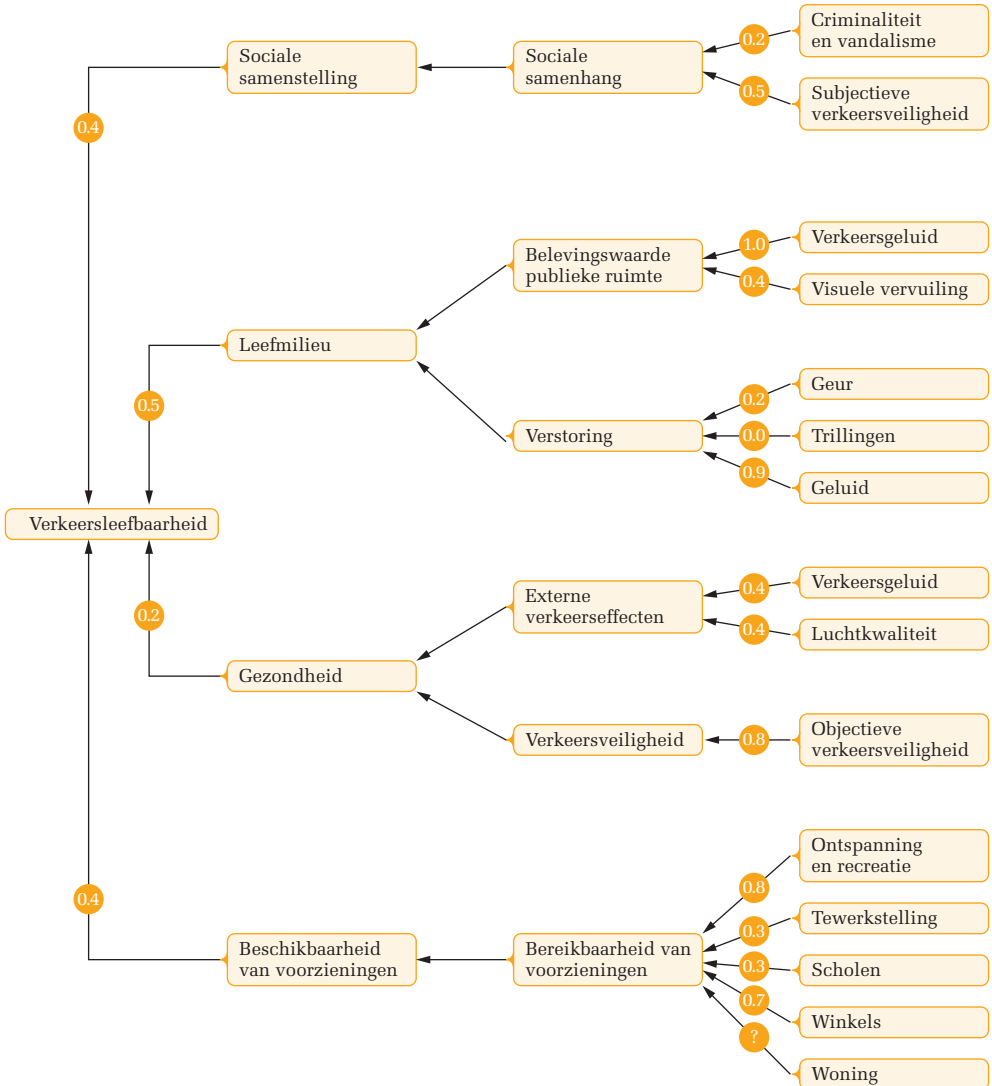 Criminaliteit
en vandalisme
0.2
Sociale
samenstelling
Sociale
samenhang
0.5
Subjectieve
verkeersveiligheid
0.4
Verkeersgeluid
1.0
Belevingswaarde
publieke ruimte
0.4
Visuele vervuiling
Leefmilieu
0.5
Geur
0.2
Verstoring
0.0
Trillingen
0.9
Geluid
Verkeersleefbaarheid
Verkeersgeluid
0.4
Externe
verkeerseffecten
0.4
Luchtkwaliteit
0.2
Gezondheid
Verkeersveiligheid
0.8
Objectieve
verkeersveiligheid
Ontspanning
en recreatie
0.8
0.4
Tewerkstelling
0.3
Beschikbaarheid
van voorzieningen
Bereikbaarheid van
voorzieningen
0.3
Scholen
0.7
Winkels
?
Woning